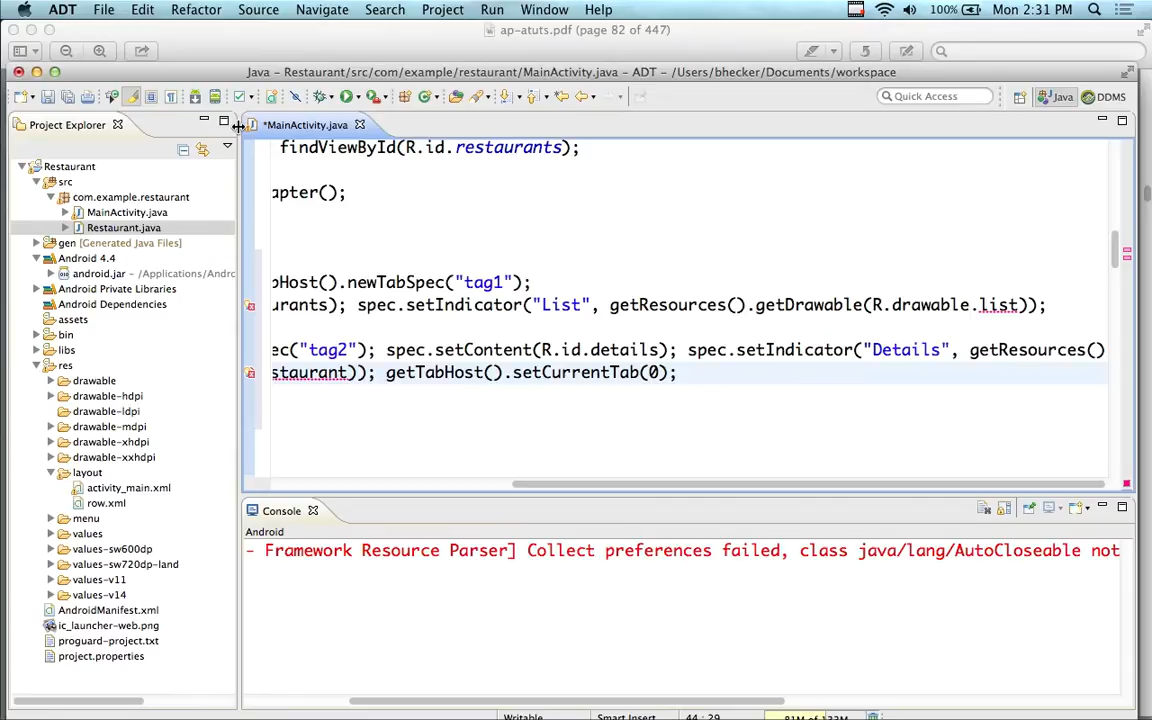 ADT File Edit Refactor Source Navigate Search Project Run Window Help 100% Mon 2:31 PM
ap-atuts.pdf (page 82 of 447)
Java - Restaurant/src/com/example/restaurant/MainActivity.java - ADT - /Users/bhecker/Documents/workspace
Quick Access Java DDMS
Project Explorer *MainActivity.java
findViewById(R.id.restaurants);
apter();
bHost().newTabSpec("tag1");
urants); spec.setIndicator("List", getResources().getDrawable(R.drawable.list));
ec("tag2"); spec.setContent(R.id.details); spec.setIndicator("Details", getResources()
staurant)); getTabHost().setCurrentTab(0);
Restaurant
src
com.example.restaurant
MainActivity.java
Restaurant.java
gen [Generated Java Files]
Android 4.4
android.jar - /Applications/Andro
Android Private Libraries
Android Dependencies
assets
bin
libs
res
drawable
drawable-hdpi
drawable-ldpi
drawable-mdpi
drawable-xhdpi
drawable-xxhdpi
layout
activity_main.xml
row.xml
menu
values
values-sw600dp
values-sw720dp-land
values-v11
values-v14
AndroidManifest.xml
ic_launcher-web.png
proguard-project.txt
project.properties
Console
Android
- Framework Resource Parser] Collect preferences failed, class java/lang/AutoCloseable not
Writable Smart Insert 44 : 29